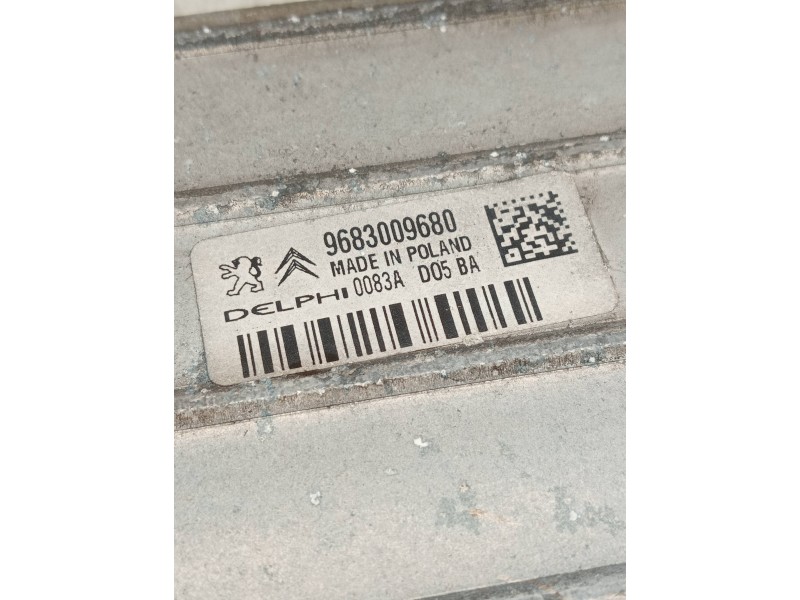 9683009680
MADE IN POLAND
DELPHI 0083A D05 BA